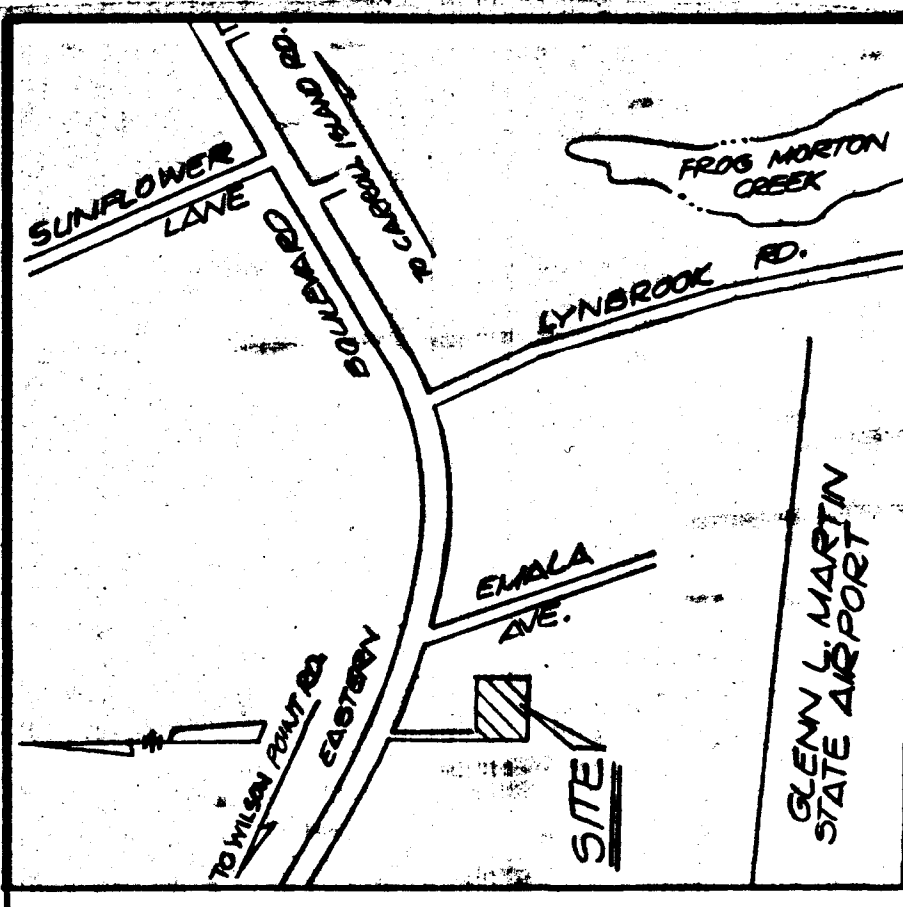 TO CARROLL ISLAND RD.
SUNFLOWER
LANE
FROG MORTON
CREEK
BOULEVARD
LYNBROOK RD.
EMALA
AVE.
GLENN L. MARTIN
STATE AIRPORT
EASTERN
TO WILSON POINT RD.
SITE